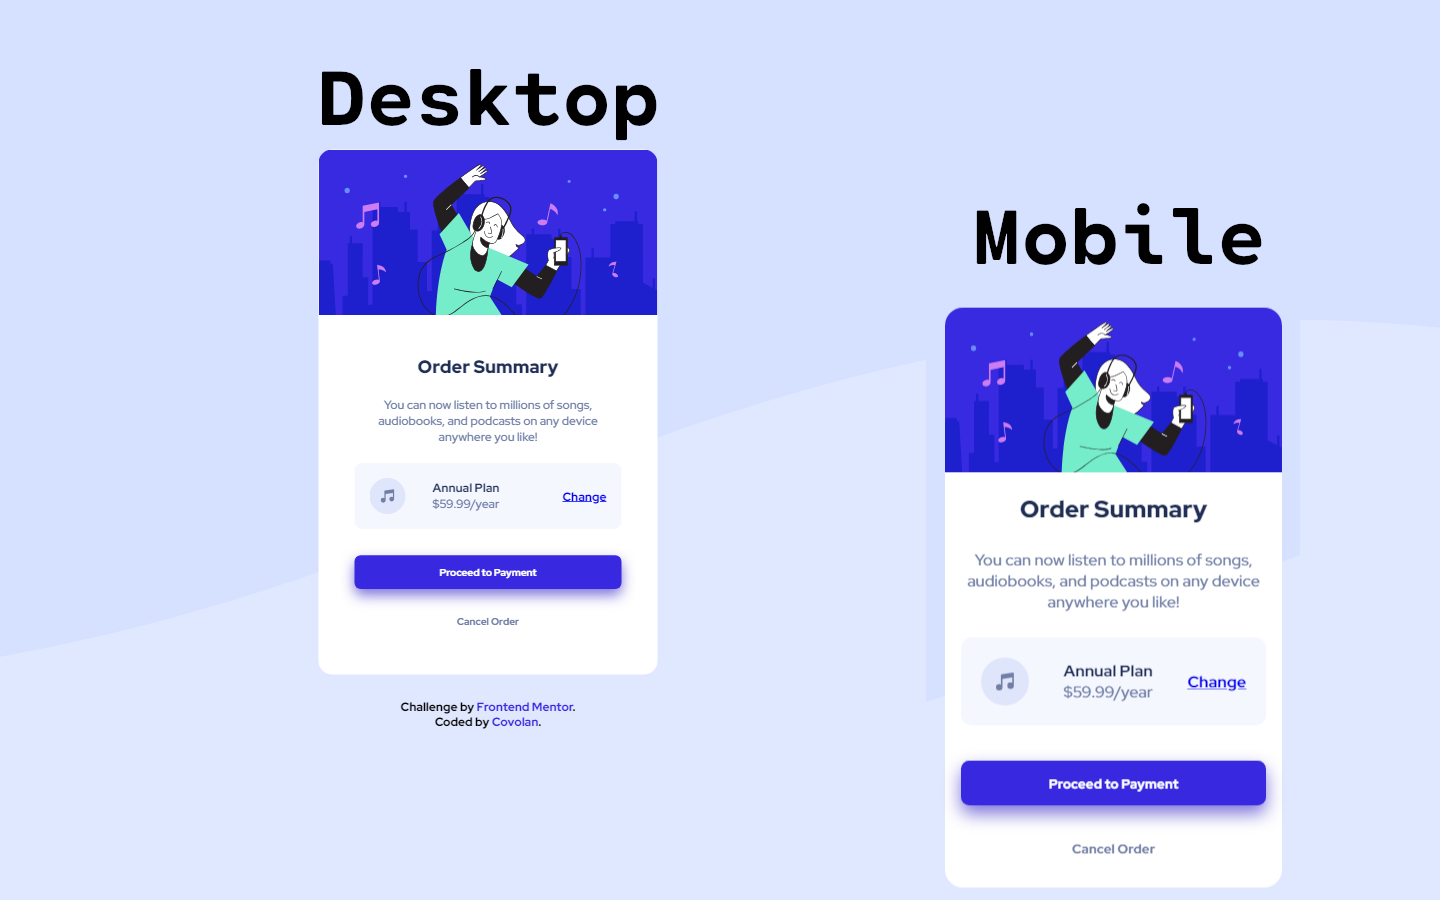 Desktop
Order Summary
You can now listen to millions of songs,
audiobooks, and podcasts on any device
anywhere you like!
Annual Plan
$59.99/year
Change
Proceed to Payment
Cancel Order
Challenge by Frontend Mentor.
Coded by Covolan.
Mobile
Order Summary
You can now listen to millions of songs,
audiobooks, and podcasts on any device
anywhere you like!
Annual Plan
$59.99/year
Change
Proceed to Payment
Cancel Order